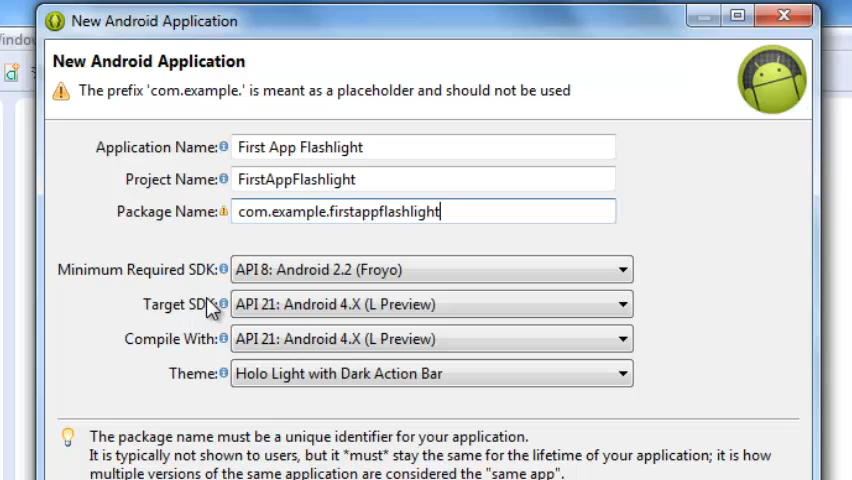 New Android Application
Windo
New Android Application
The prefix 'com.example.' is meant as a placeholder and should not be used
Application Name: First App Flashlight
Project Name: FirstAppFlashlight
Package Name: com.example.firstappflashlight
Minimum Required SDK: API 8: Android 2.2 (Froyo)
Target SDK: API 21: Android 4.X (L Preview)
Compile With: API 21: Android 4.X (L Preview)
Theme: Holo Light with Dark Action Bar
The package name must be a unique identifier for your application.
It is typically not shown to users, but it *must* stay the same for the lifetime of your application; it is how
multiple versions of the same application are considered the "same app".